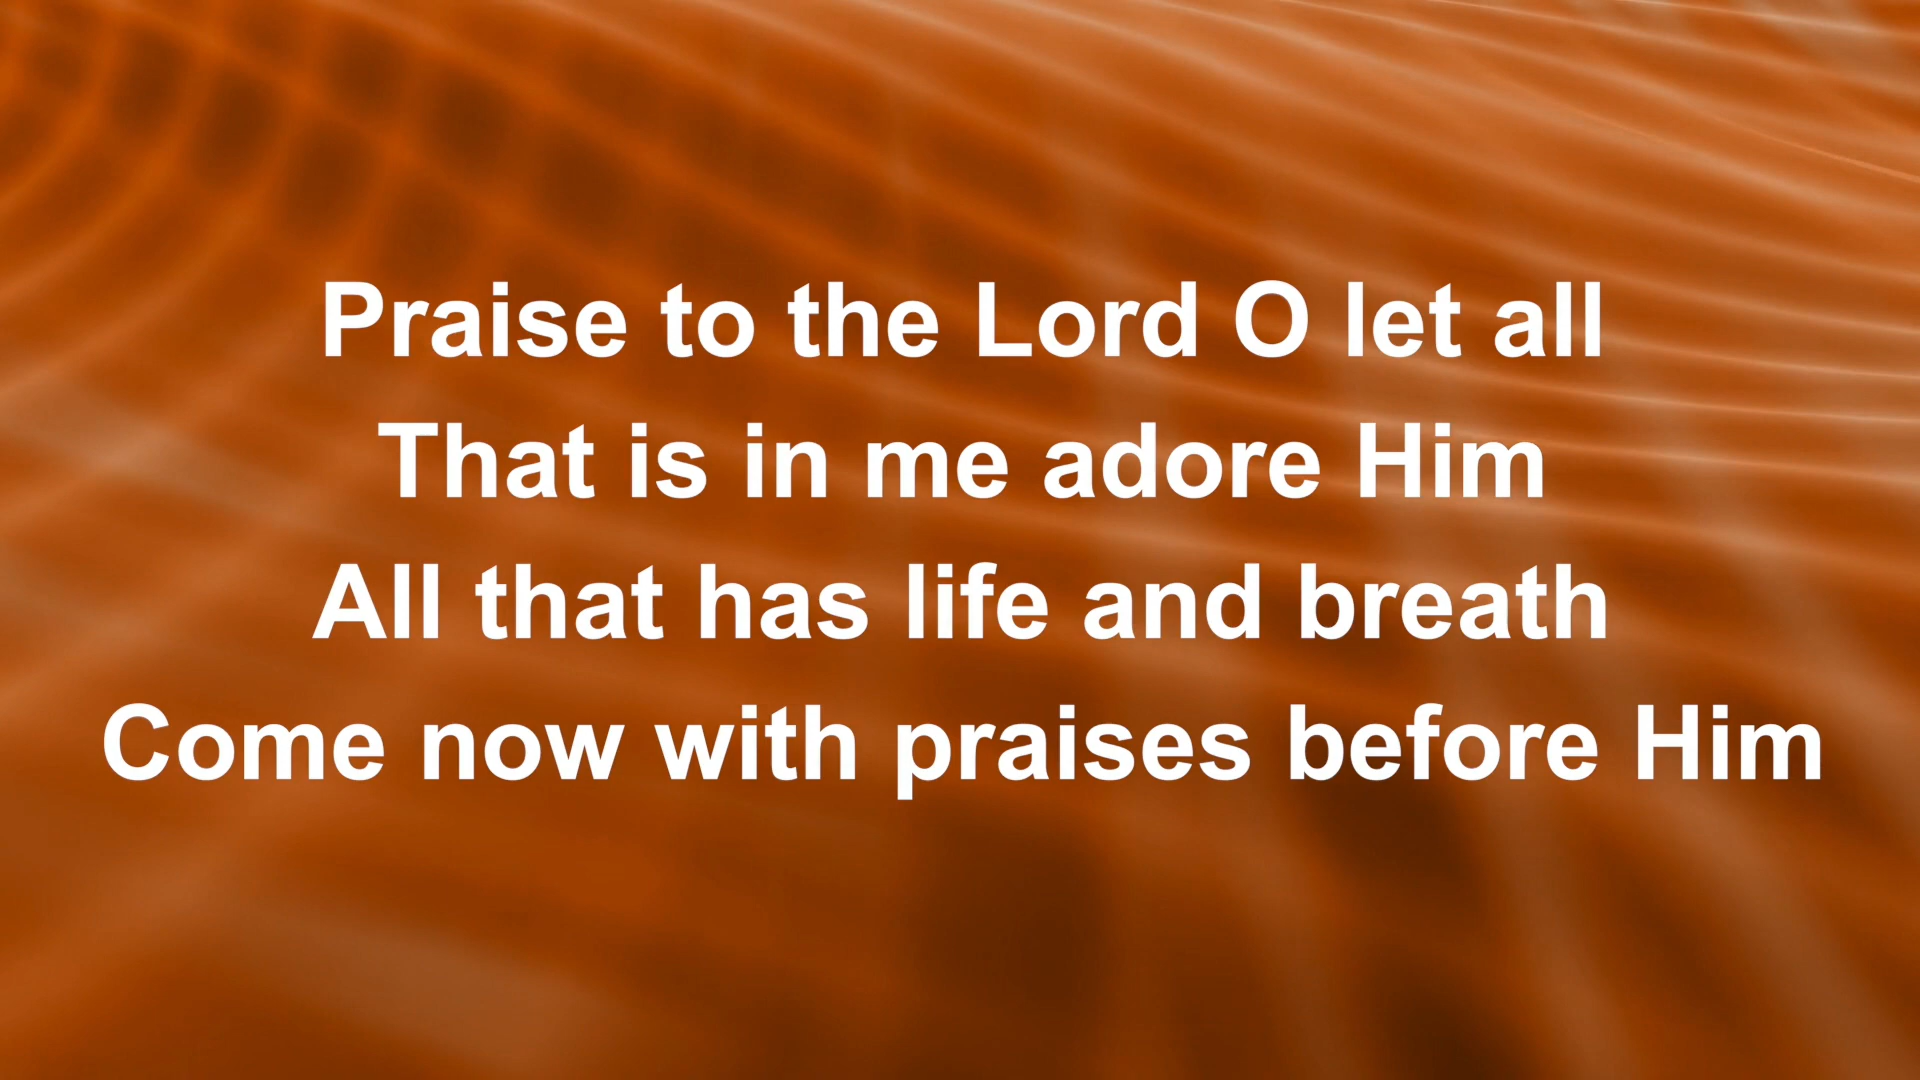 Praise to the Lord O let all
That is in me adore Him
All that has life and breath
Come now with praises before Him